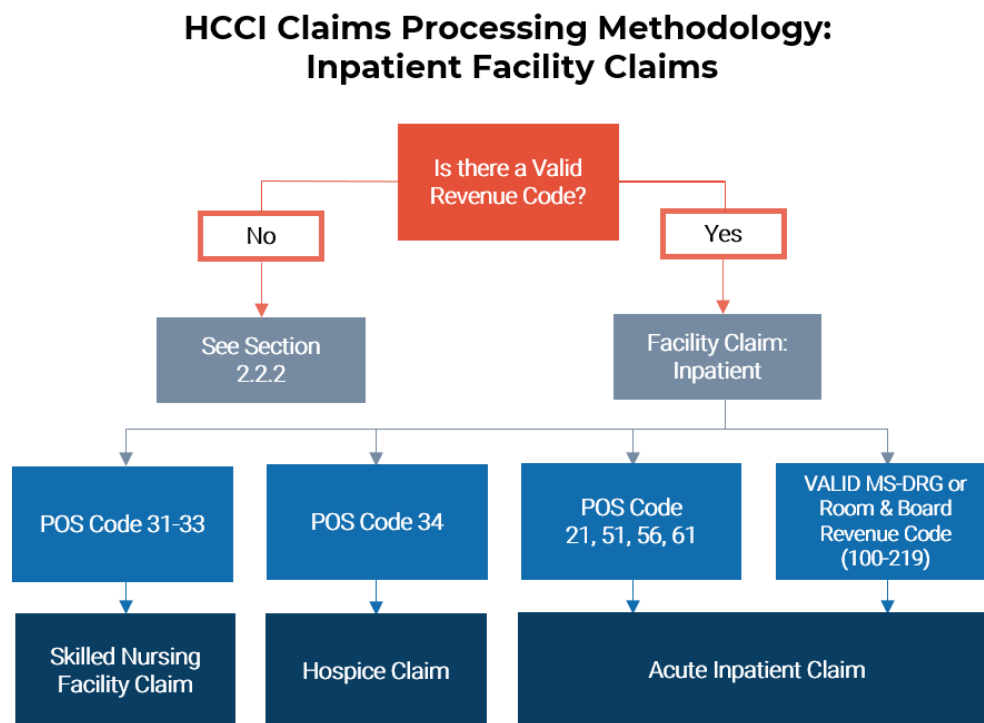 HCCI Claims Processing Methodology:
Inpatient Facility Claims
Is there a Valid
Revenue Code?
No
Yes
See Section
2.2.2
Facility Claim:
Inpatient
POS Code 31-33
POS Code 34
POS Code
21, 51, 56, 61
VALID MS-DRG or
Room & Board
Revenue Code
(100-219)
Skilled Nursing
Facility Claim
Hospice Claim
Acute Inpatient Claim